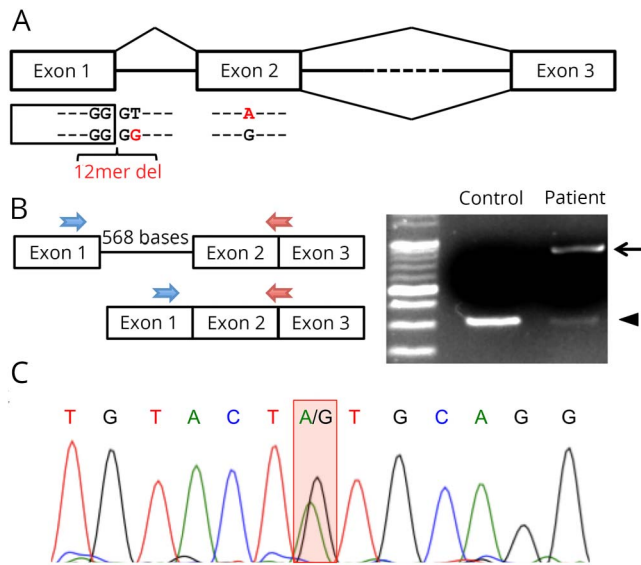 A
Exon 1
Exon 2
Exon 3
---GG GT---
---A---
---GG GG---
---G---
12mer del
B
Control
Patient
568 bases
Exon 1
Exon 2
Exon 3
Exon 1
Exon 2
Exon 3
C
T G T A C T A/G T G C A G G